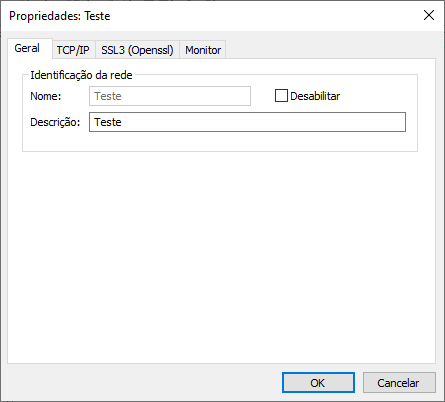 Propriedades: Teste
Geral TCP/IP SSL3 (Openssl) Monitor
Identificação da rede
Nome: Teste Desabilitar
Descrição: Teste
OK Cancelar